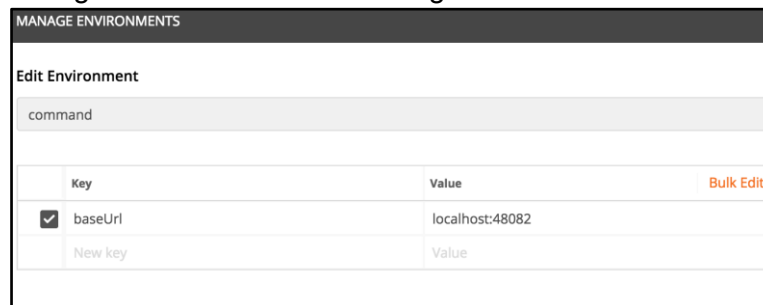 MANAGE ENVIRONMENTS
Edit Environment
command
Key Value Bulk Edit
baseUrl localhost:48082
New key Value